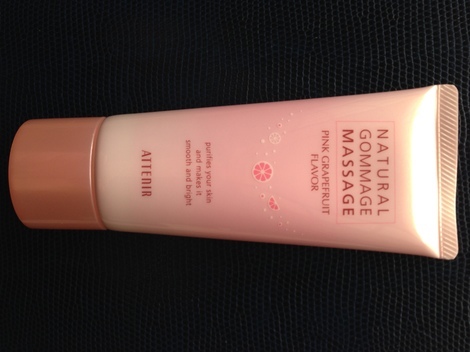 NATURAL
GOMMAGE
MASSAGE
PINK GRAPEFRUIT
FLAVOR
purifies your skin
and makes it
smooth and bright
ATTENIR